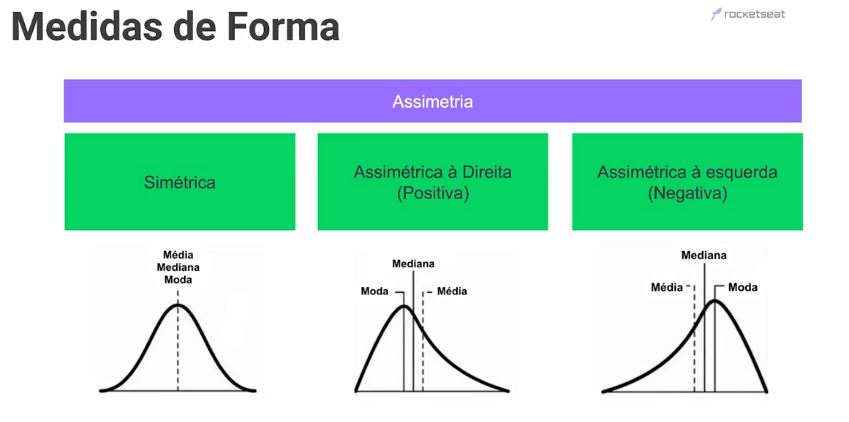 Medidas de Forma
rocketseat
Assimetria
Simétrica
Assimétrica à Direita
(Positiva)
Assimétrica à esquerda
(Negativa)
Média
Mediana
Moda
Mediana
Moda
Média
Mediana
Média
Moda